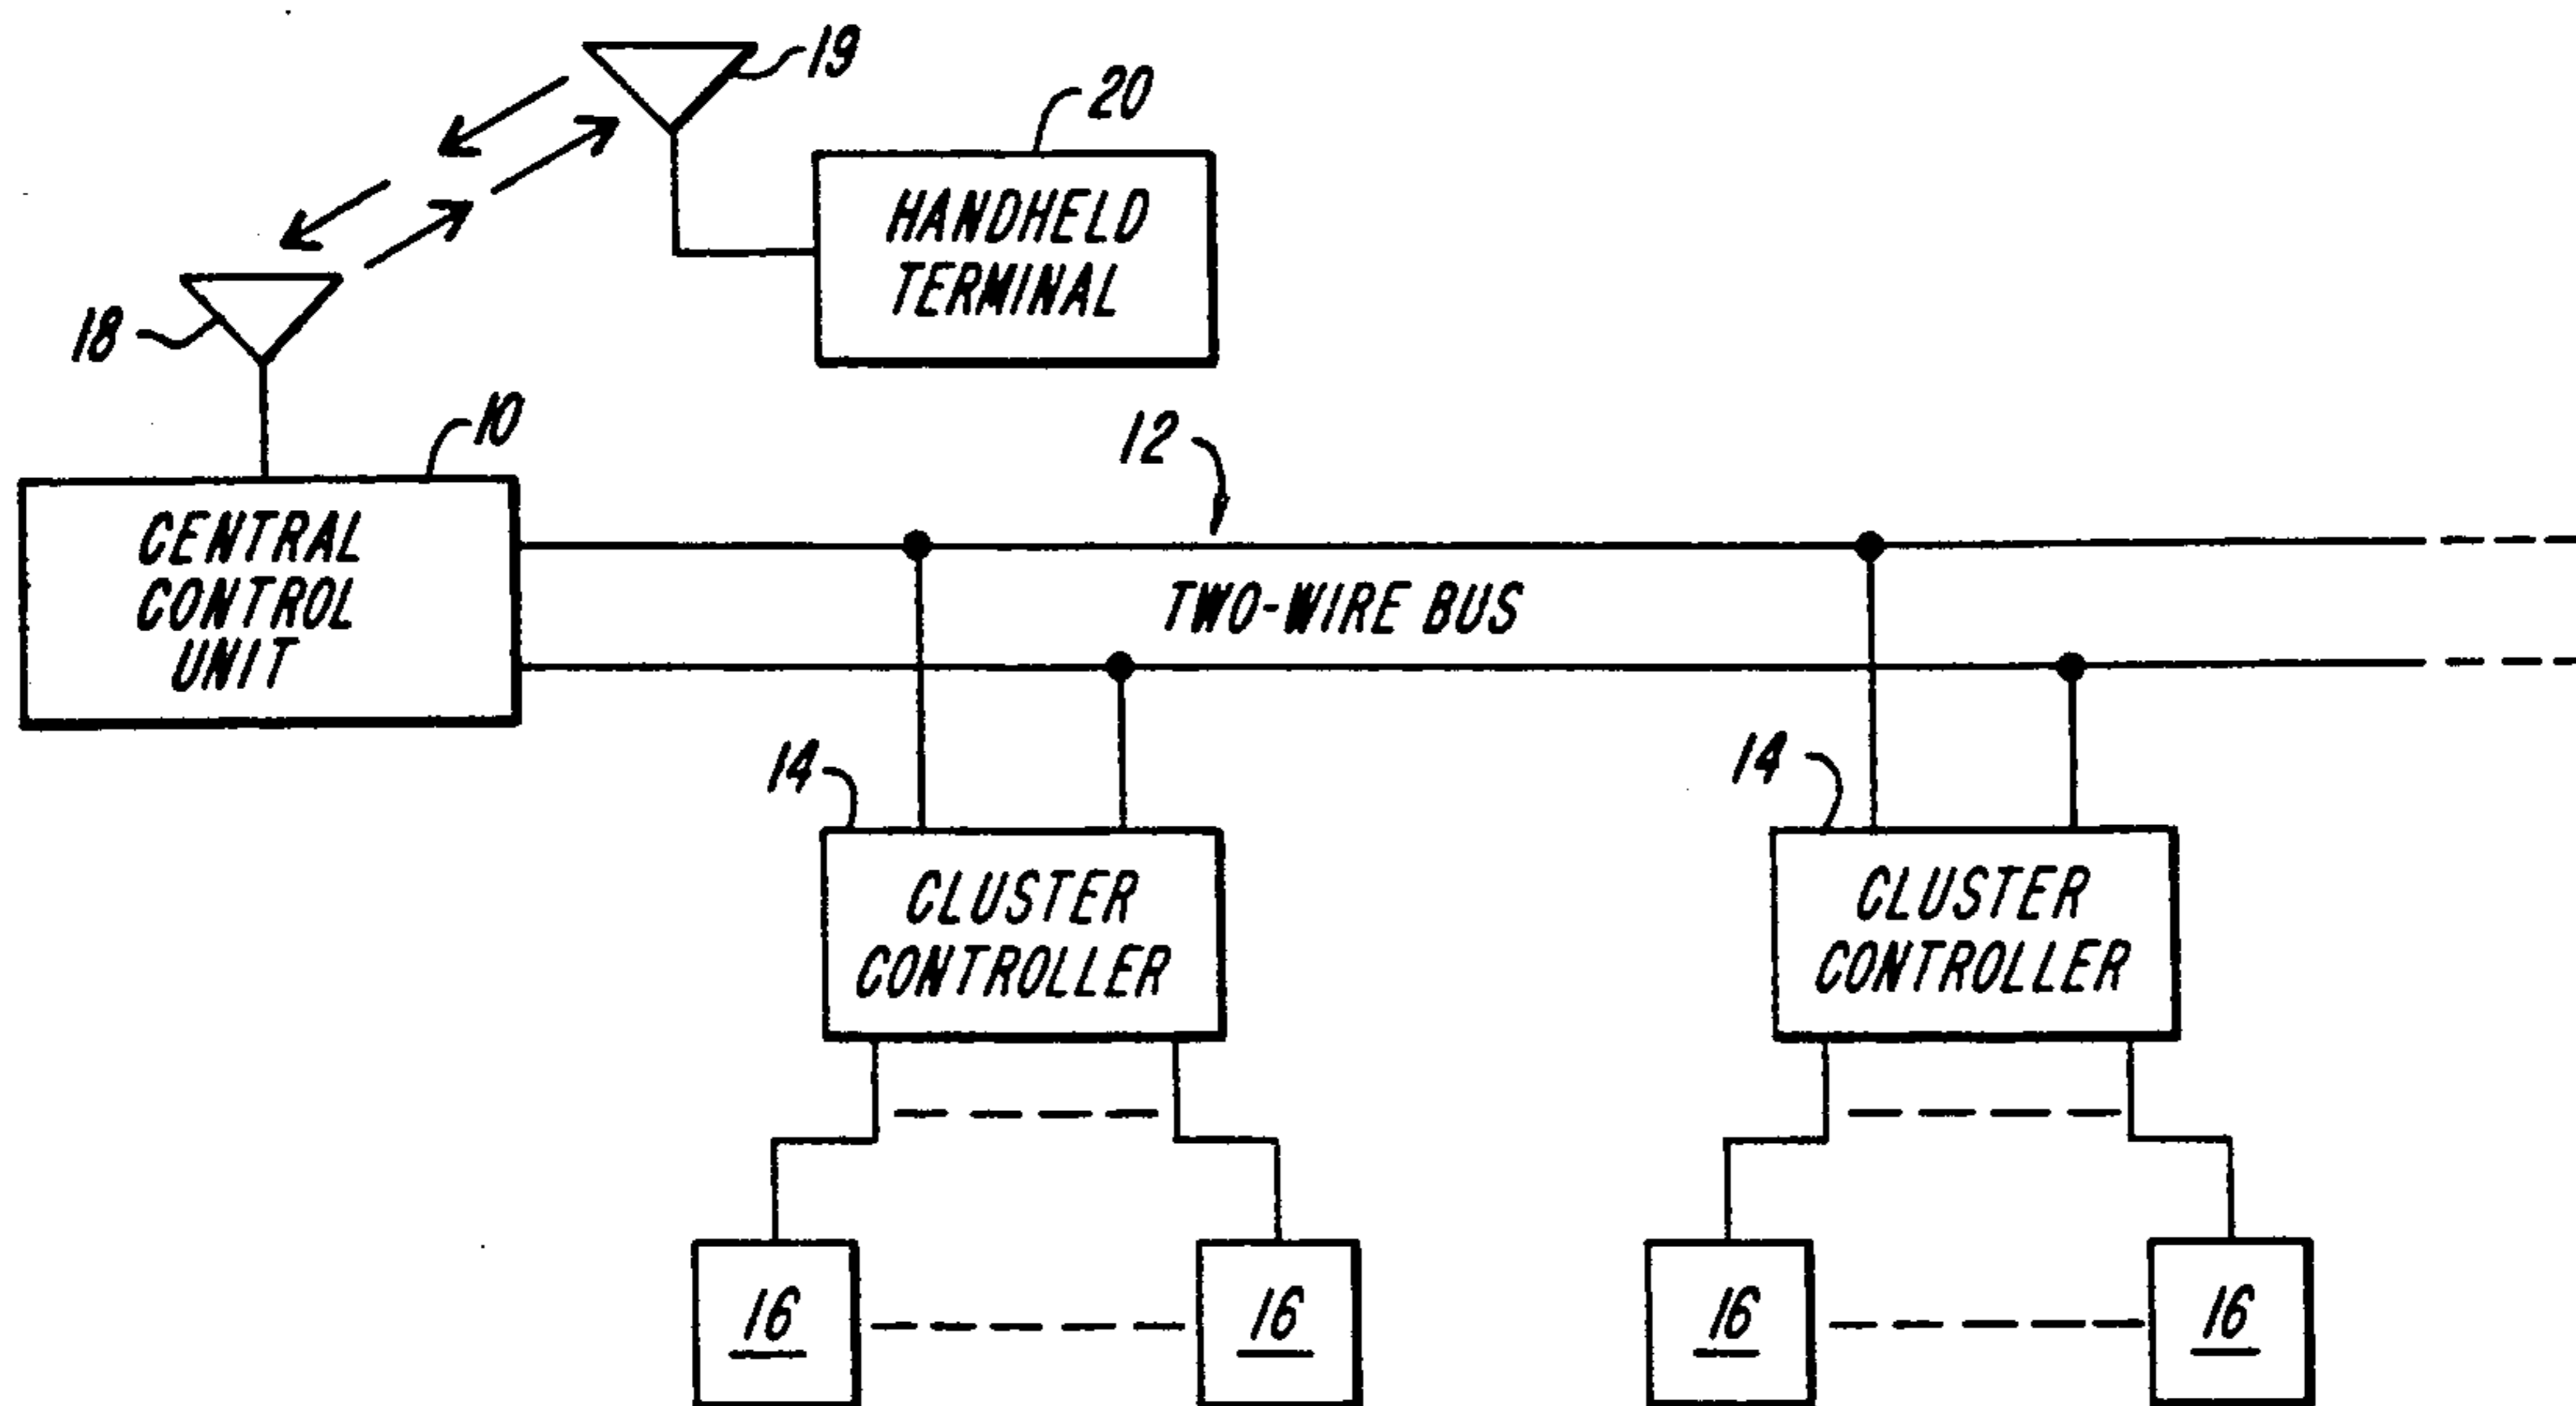 19
20
HANDHELD
TERMINAL
18
10
12
CENTRAL
CONTROL
UNIT
TWO-WIRE BUS
14
14
CLUSTER
CONTROLLER
CLUSTER
CONTROLLER
16
16
16
16